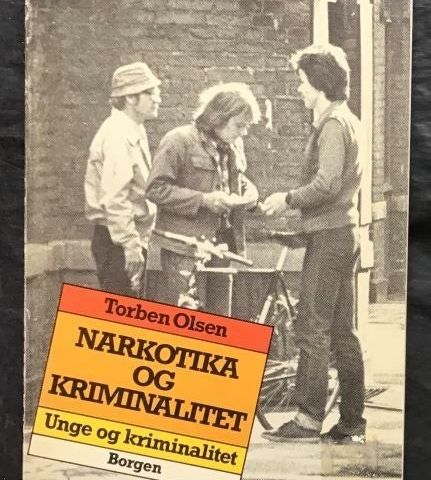 Torben Olsen
NARKOTIKA
OG
KRIMINALITET
Unge og kriminalitet
Borgen